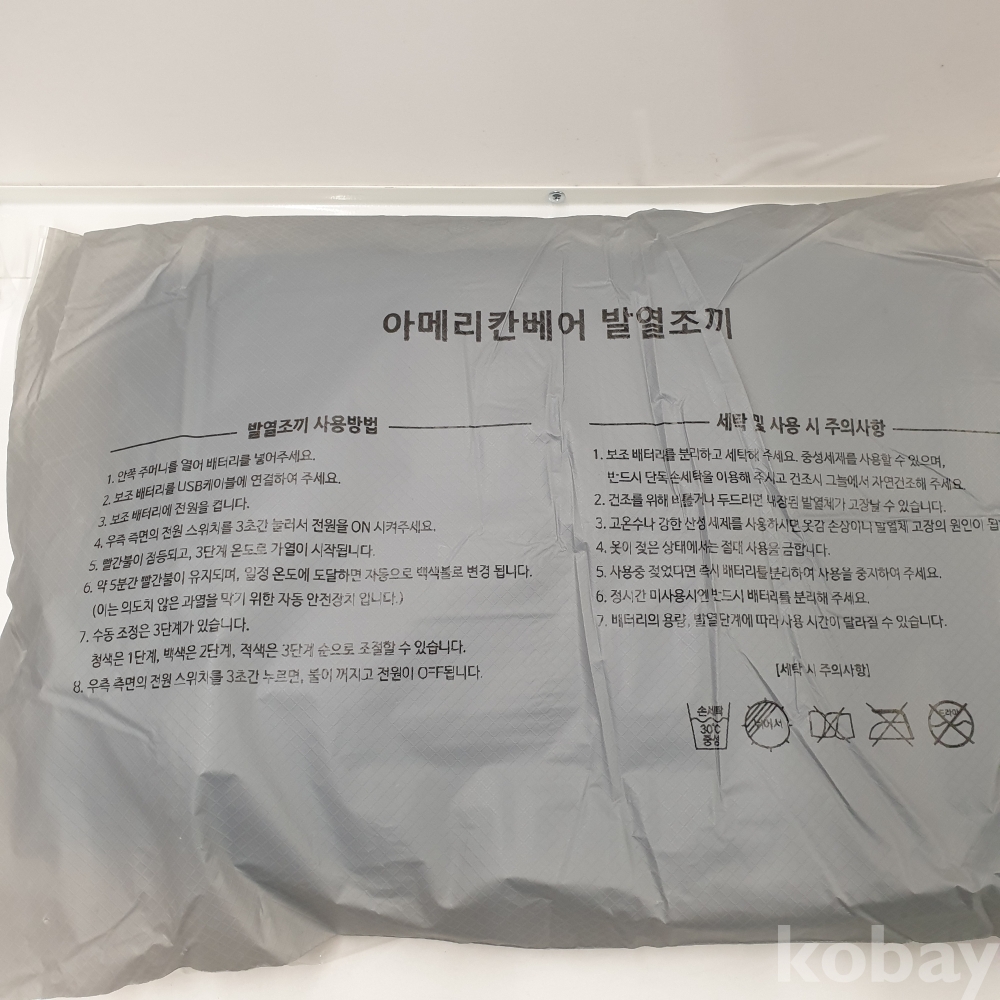 아메리칸베어 발열조끼
발열조끼 사용방법
1. 안쪽 주머니를 열어 배터리를 넣어주세요.
2. 보조 배터리를 USB케이블에 연결하여 주세요.
3. 보조 배터리에 전원을 켭니다.
4. 우측 측면의 전원 스위치를 3초간 눌러서 전원을 ON 시켜주세요.
5. 빨간불이 점등되고, 3단계 온도로 가열이 시작됩니다.
6. 약 5분간 빨간불이 유지되며, 일정 온도에 도달하면 자동으로 백색불로 변경 됩니다.
(이는 의도치 않은 과열을 막기 위한 자동 안전장치 입니다.)
7. 수동 조정은 3단계가 있습니다.
청색은 1단계, 백색은 2단계, 적색은 3단계 순으로 조절할 수 있습니다.
8. 우측 측면의 전원 스위치를 3초간 누르면, 불이 꺼지고 전원이 OFF됩니다.
세탁 및 사용 시 주의사항
1. 보조 배터리를 분리하고 세탁해 주세요. 중성세제를 사용할 수 있으며,
반드시 단독 손세탁을 이용해 주시고 건조시 그늘에서 자연건조해 주세요.
2. 건조를 위해 비틀거나 두드리면 내장된 발열체가 고장날 수 있습니다.
3. 고온수나 강한 산성 세제를 사용하시면 옷감 손장이나 발열체 고장의 원인이
4. 옷이 젖은 상태에서는 절대 사용을 금합니다.
5. 사용중 젖었다면 즉시 배터리를 분리하여 사용을 중지하여 주세요.
6. 정시간 미사용시엔 반드시 배터리를 분리해 주세요.
7. 배터리의 용량, 발열단계에 따라 사용 시간이 달라질 수 있습니다.
[세탁 시 주의사항]
손세탁
30℃
중성
뉘어서
드라이
kobay